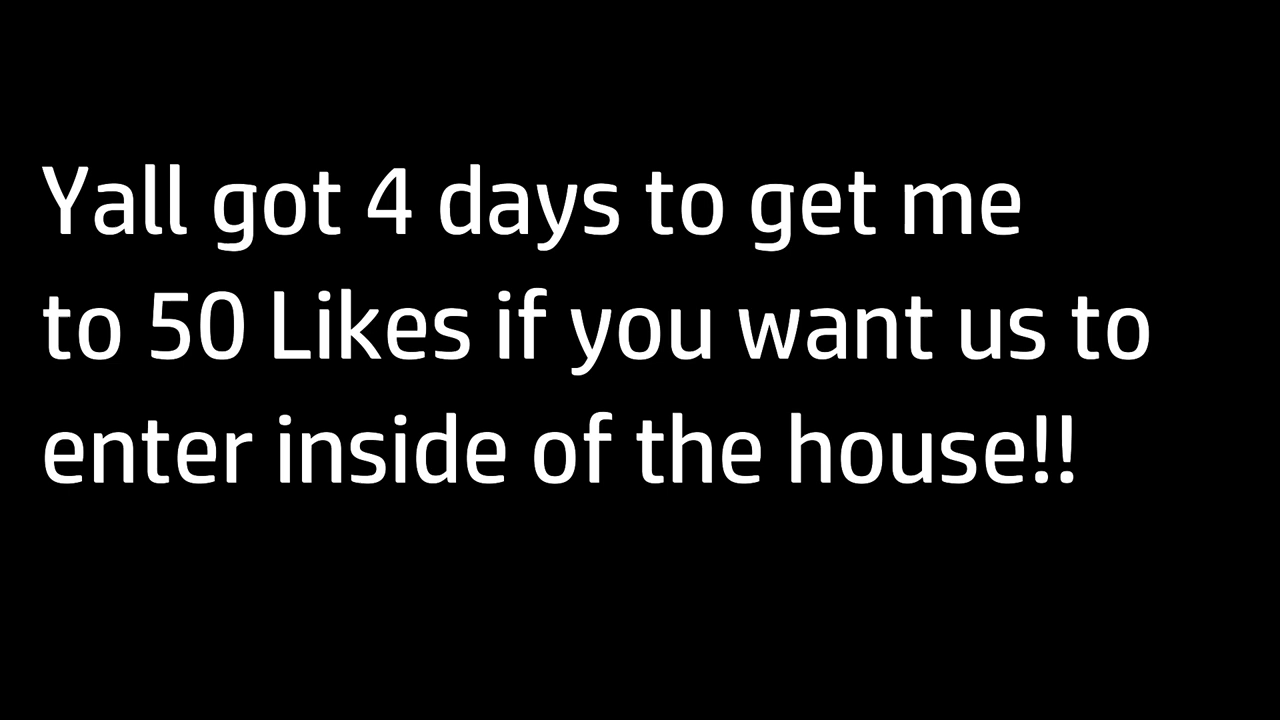 Yall got 4 days to get me
to 50 Likes if you want us to
enter inside of the house!!